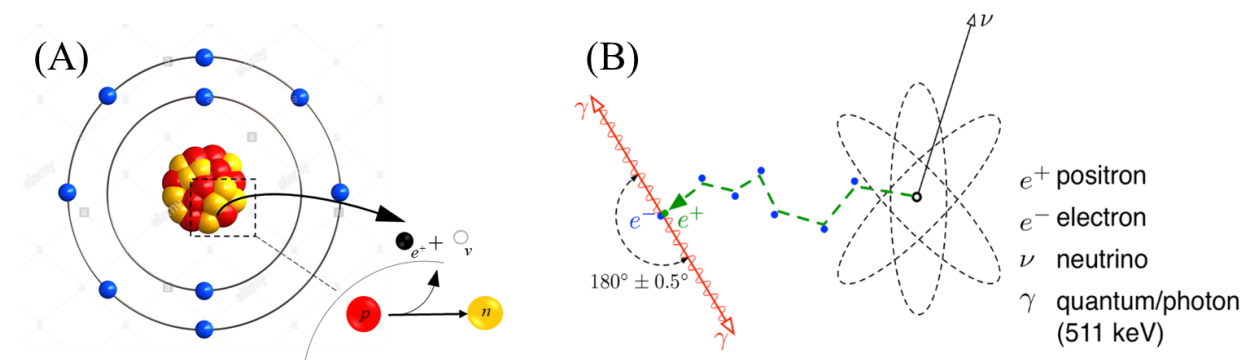 (A)
e⁺ + ν
p
n
(B)
ν
γ
e⁻ e⁺
180° ± 0.5°
γ
e⁺ positron
e⁻ electron
ν neutrino
γ quantum/photon
(511 keV)